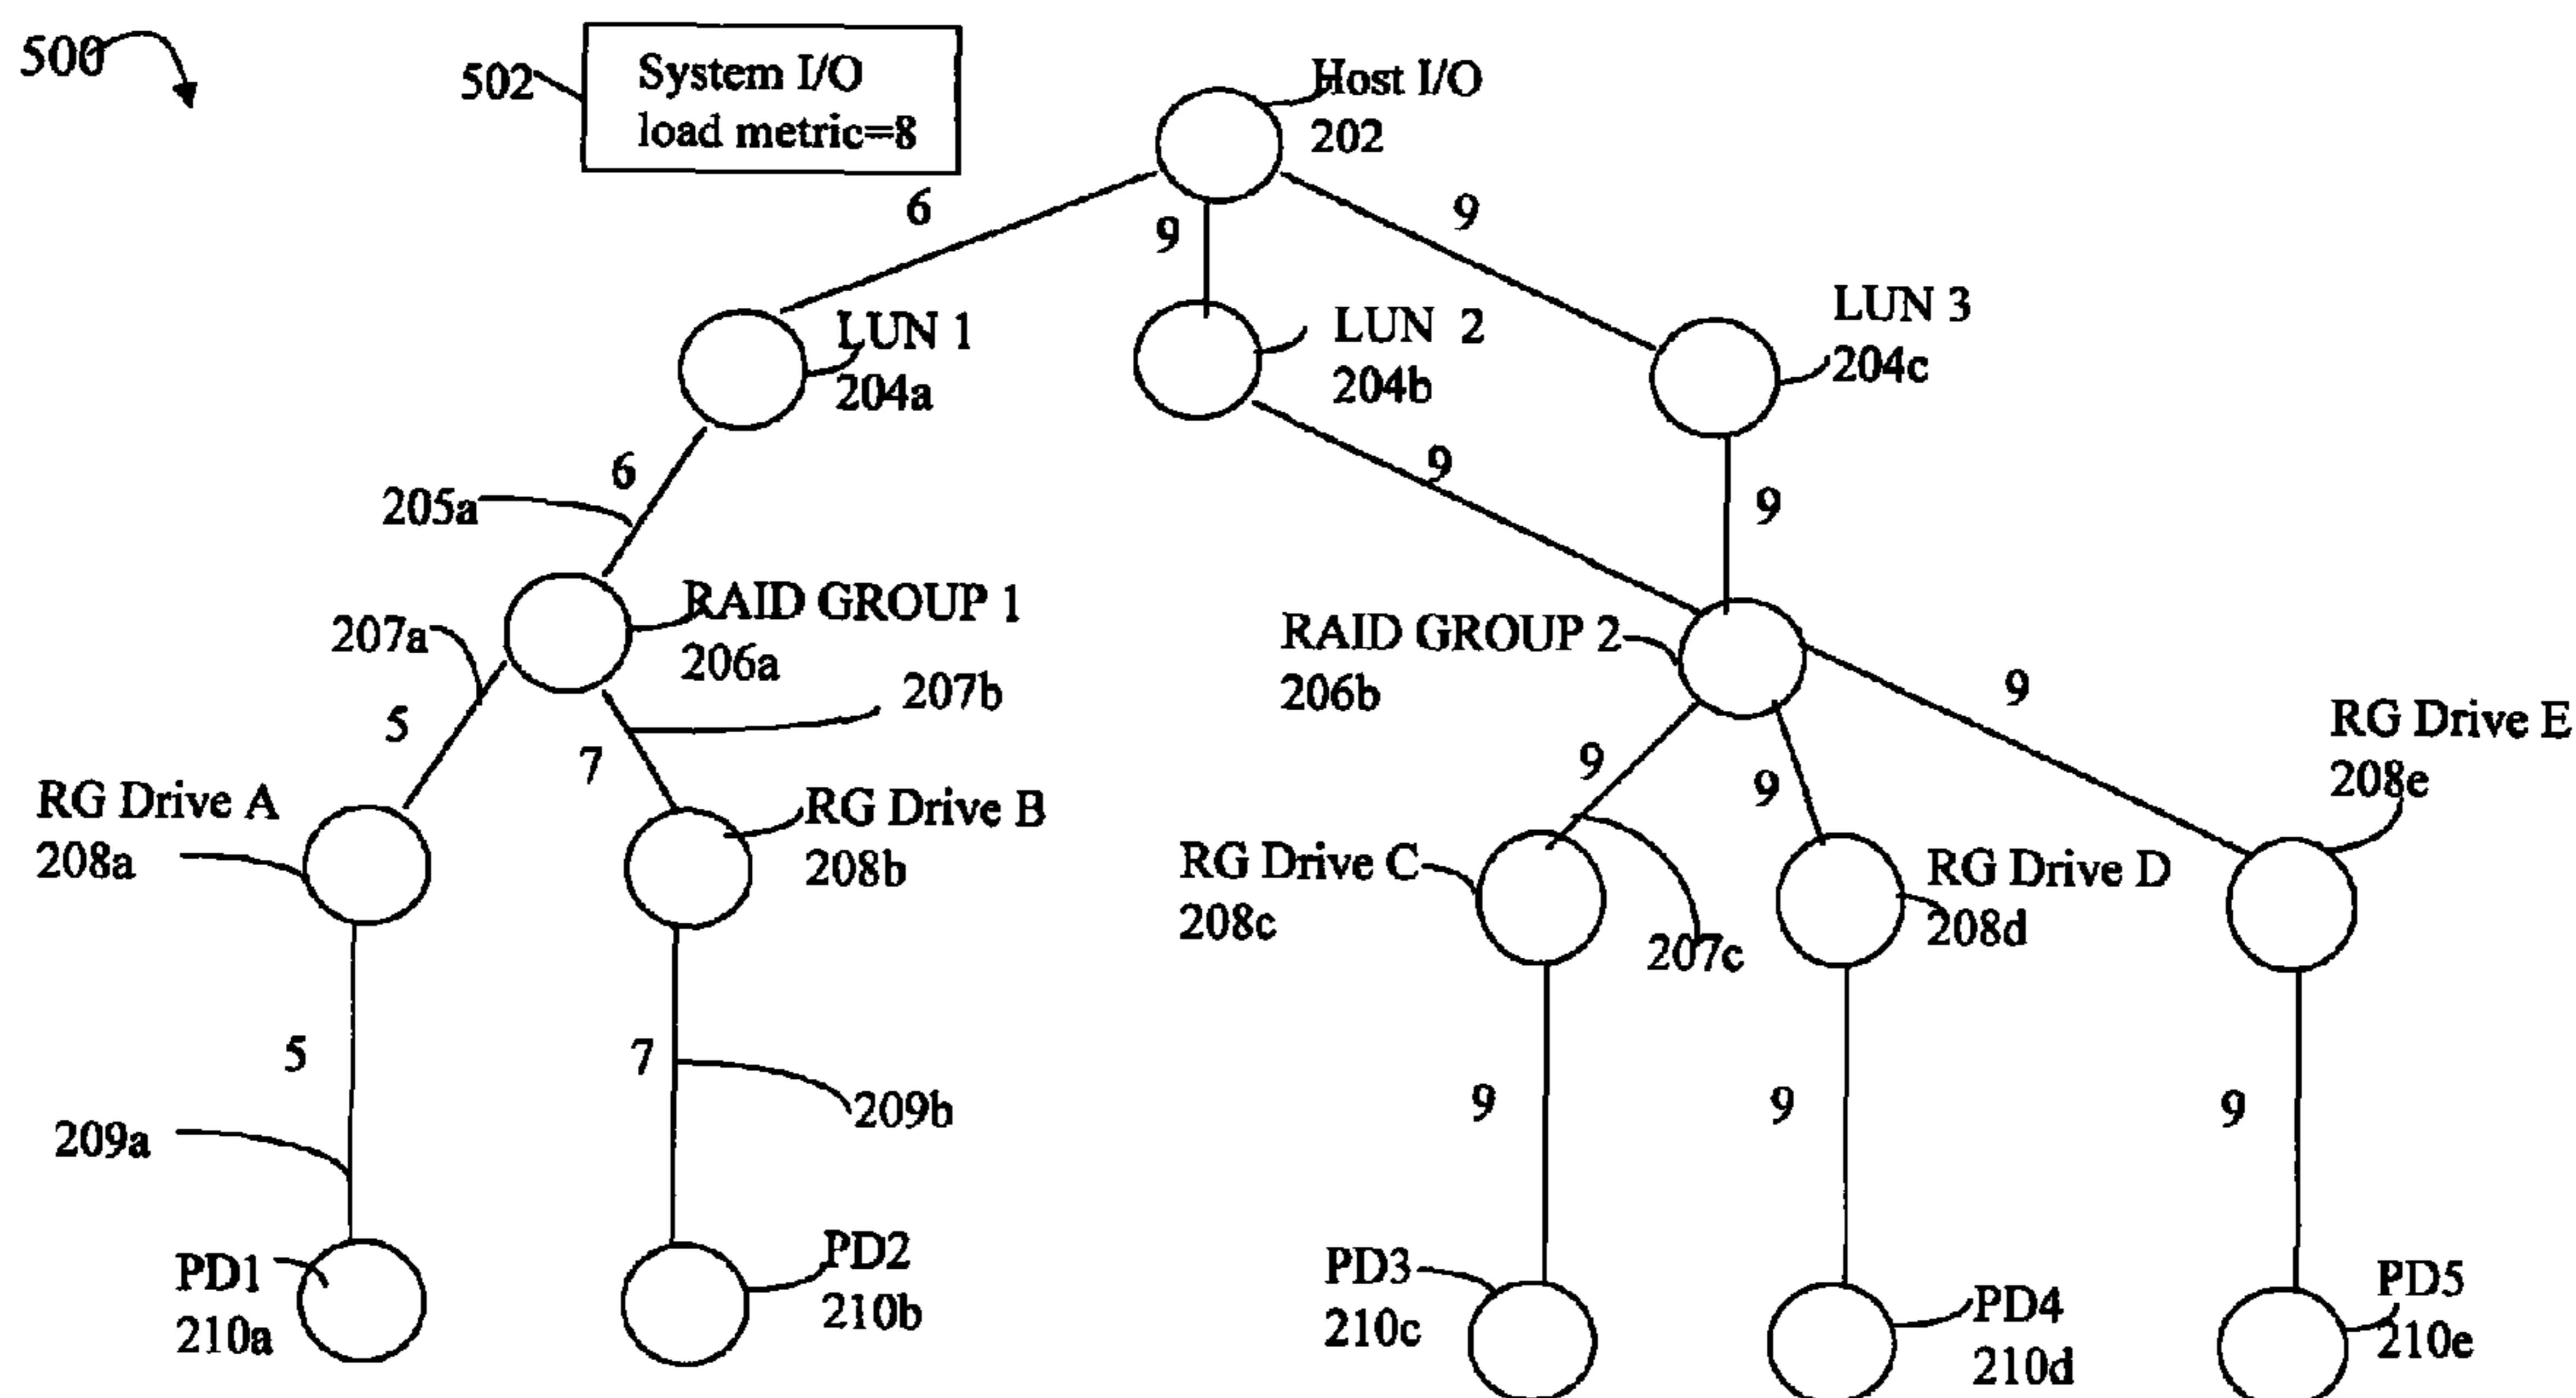 500
502
System I/O
load metric=8
Host I/O
202
6
9
9
LUN 1
204a
LUN 2
204b
LUN 3
204c
6
205a
9
9
RAID GROUP 1
206a
207a
207b
RAID GROUP 2
206b
5
7
9
9
9
RG Drive A
208a
RG Drive B
208b
RG Drive C
208c
207c
RG Drive D
208d
RG Drive E
208e
5
7
9
9
9
209a
209b
PD1
210a
PD2
210b
PD3
210c
PD4
210d
PD5
210e